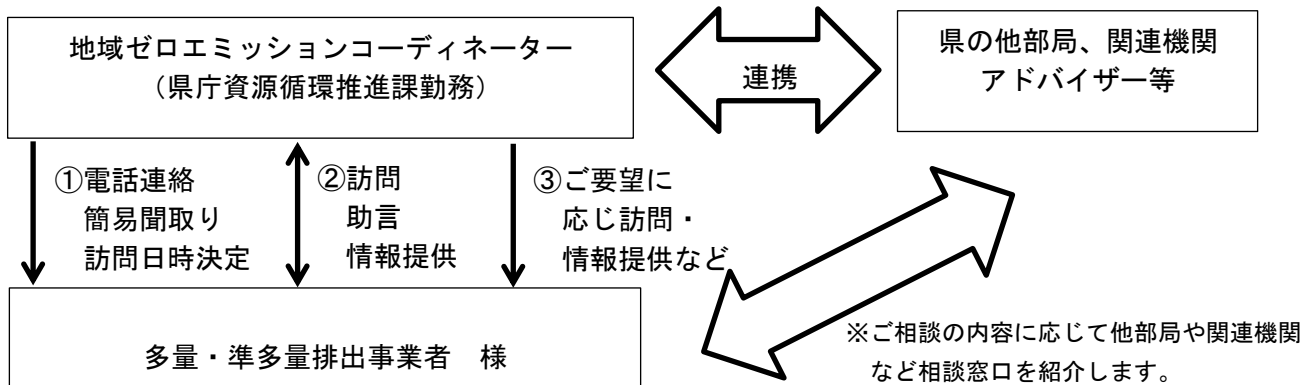 地域ゼロエミッションコーディネーター
（県庁資源循環推進課勤務）
連携
県の他部局、関連機関
アドバイザー等
①電話連絡
簡易聞取り
訪問日時決定
②訪問
助言
情報提供
③ご要望に
応じ訪問・
情報提供など
多量・準多量排出事業者　様
※ご相談の内容に応じて他部局や関連機関
など相談窓口を紹介します。